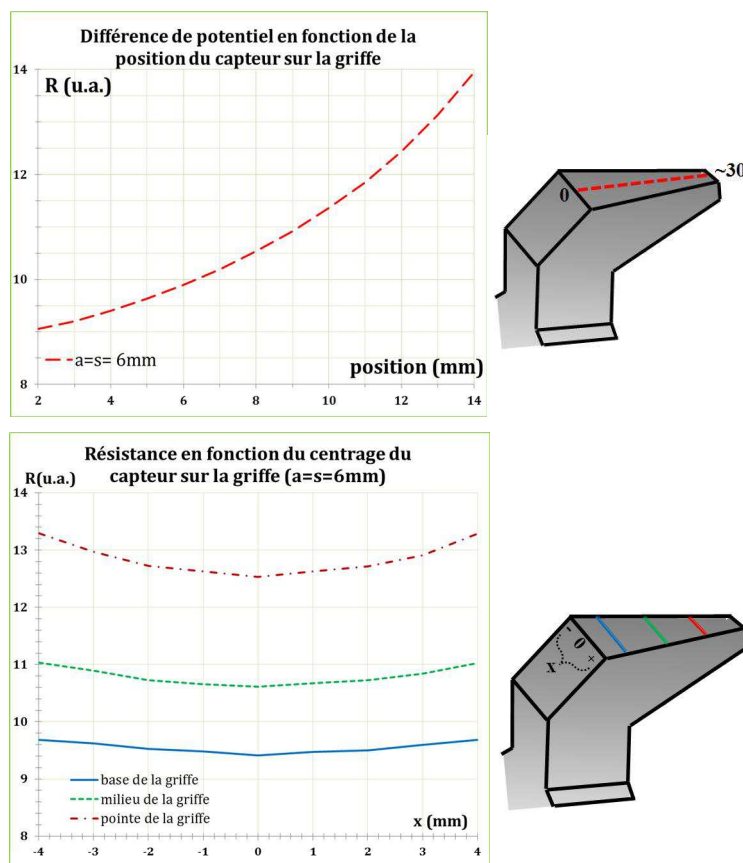 Différence de potentiel en fonction de la
position du capteur sur la griffe
R (u.a.)
14
12
10
8
a=s= 6mm
position (mm)
2 4 6 8 10 12 14
0
~30
Résistance en fonction du centrage du
capteur sur la griffe (a=s=6mm)
R(u.a.)
14
13
12
11
10
9
8
base de la griffe
milieu de la griffe
pointe de la griffe
x (mm)
-4 -3 -2 -1 0 1 2 3 4
-
0
x
+